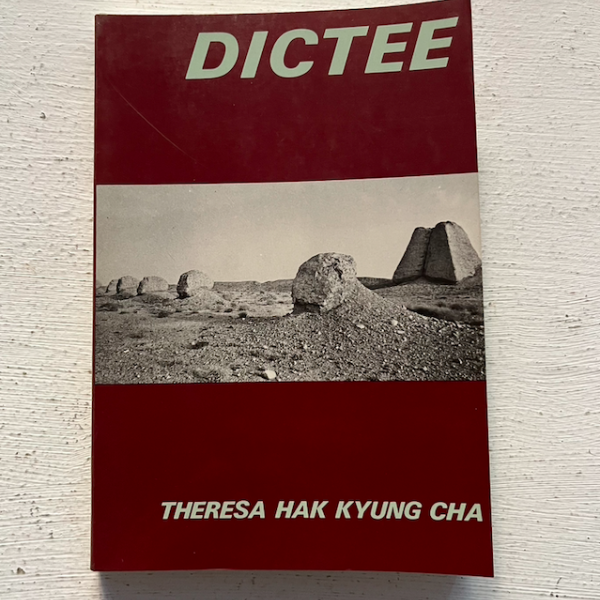 DICTEE
THERESA HAK KYUNG CHA